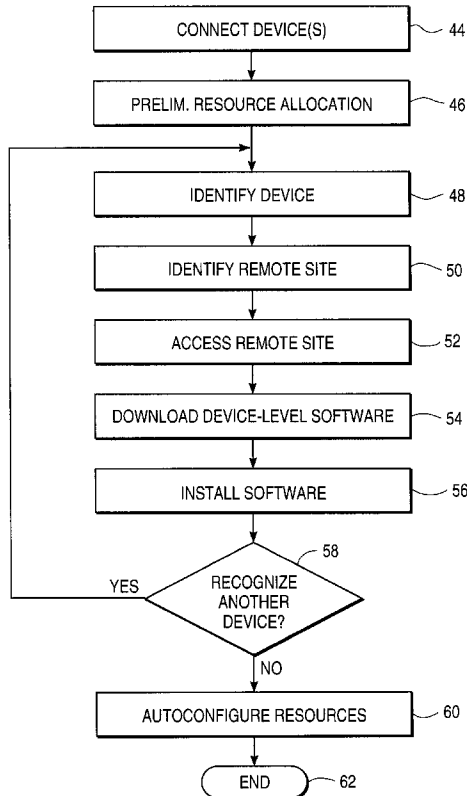 CONNECT DEVICE(S) 44
PRELIM. RESOURCE ALLOCATION 46
IDENTIFY DEVICE 48
IDENTIFY REMOTE SITE 50
ACCESS REMOTE SITE 52
DOWNLOAD DEVICE-LEVEL SOFTWARE 54
INSTALL SOFTWARE 56
58
YES
RECOGNIZE
ANOTHER
DEVICE?
NO
AUTOCONFIGURE RESOURCES 60
END 62